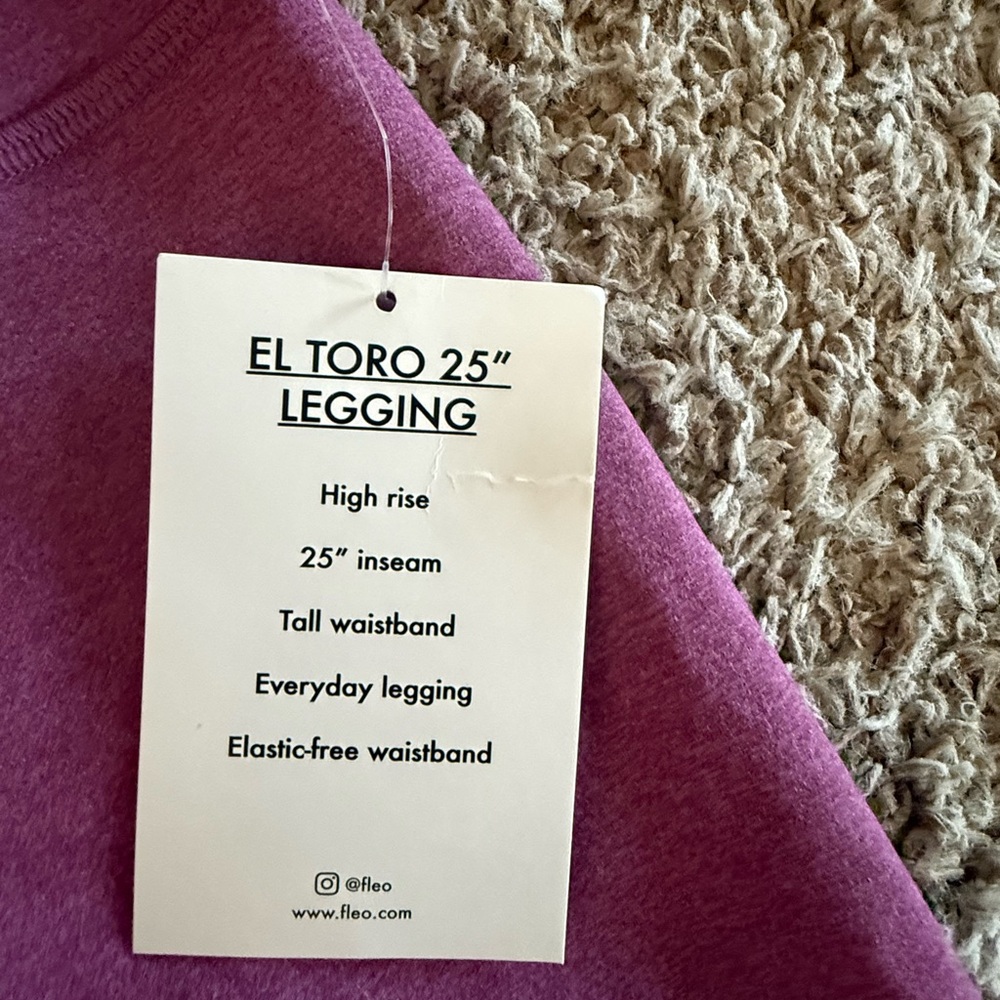 EL TORO 25”
LEGGING
High rise
25” inseam
Tall waistband
Everyday legging
Elastic-free waistband
@fleo
www.fleo.com